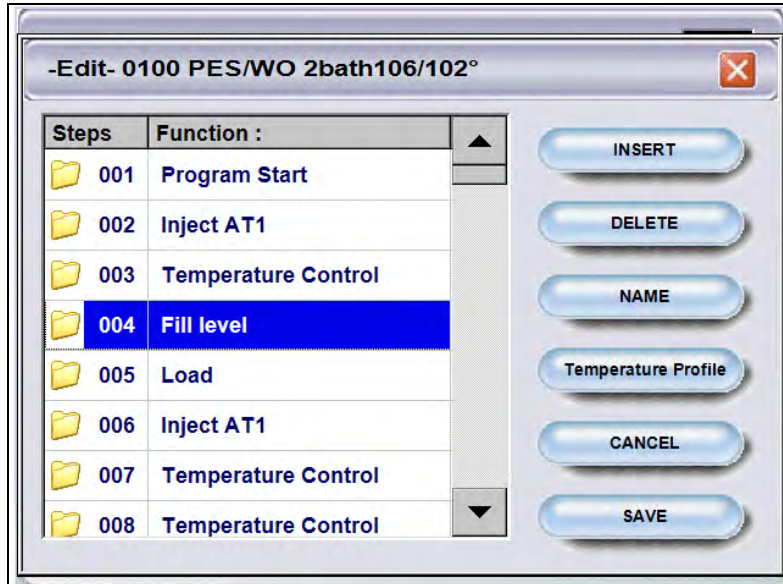 -Edit- 0100 PES/WO 2bath106/102°
Steps Function :
001 Program Start
002 Inject AT1
003 Temperature Control
004 Fill level
005 Load
006 Inject AT1
007 Temperature Control
008 Temperature Control
INSERT
DELETE
NAME
Temperature Profile
CANCEL
SAVE